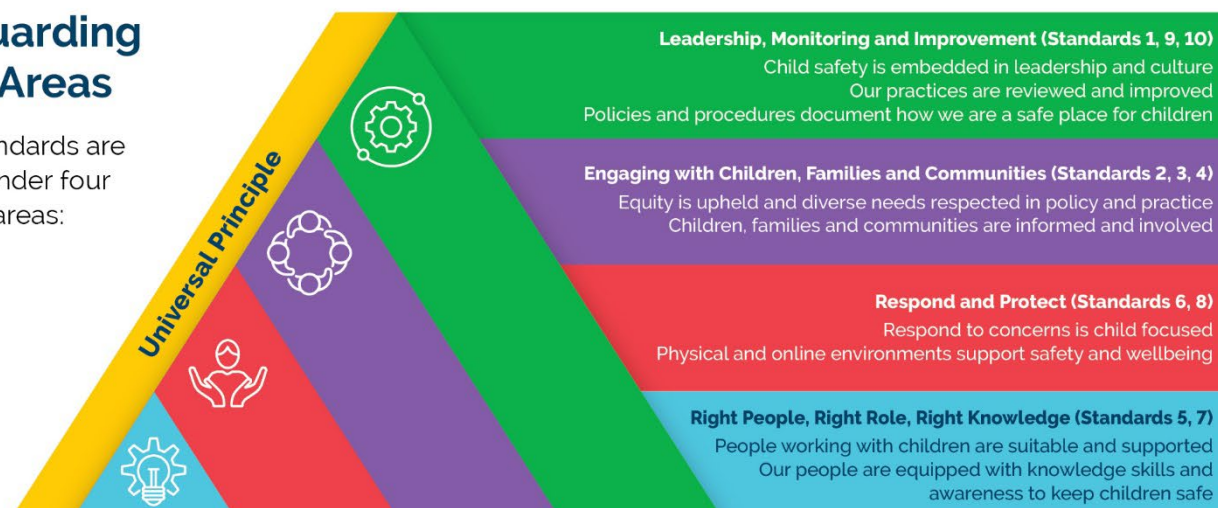 Areas
areas:
Universal Principle
Leadership, Monitoring and Improvement (Standards 1, 9, 10)
Child safety is embedded in leadership and culture
Our practices are reviewed and improved
Policies and procedures document how we are a safe place for children
Engaging with Children, Families and Communities (Standards 2, 3, 4)
Equity is upheld and diverse needs respected in policy and practice
Children, families and communities are informed and involved
Respond and Protect (Standards 6, 8)
Respond to concerns is child focused
Physical and online environments support safety and wellbeing
Right People, Right Role, Right Knowledge (Standards 5, 7)
People working with children are suitable and supported
Our people are equipped with knowledge skills and
awareness to keep children safe